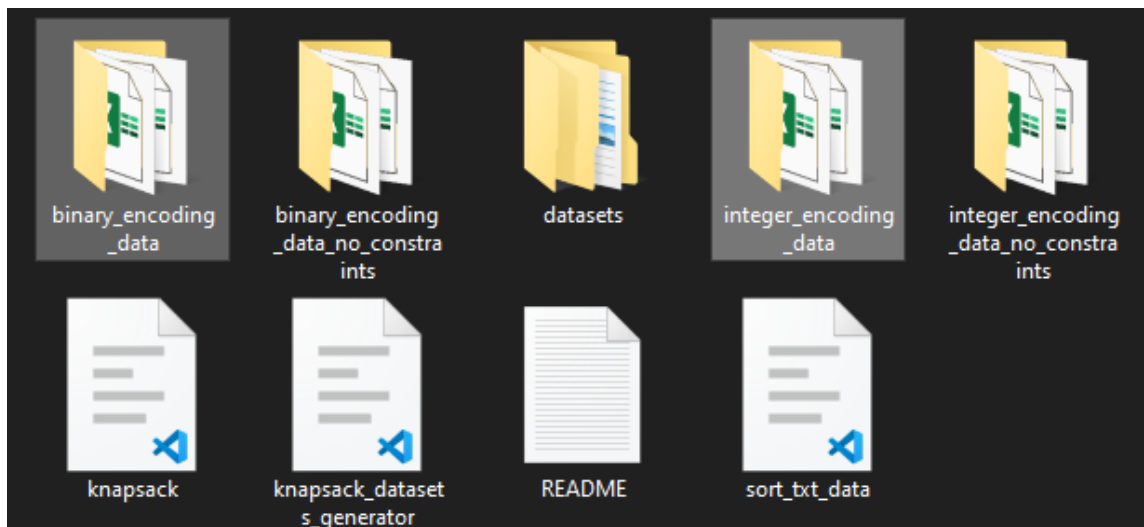 binary_encoding
_data
binary_encoding
_data_no_constra
ints
datasets
integer_encoding
_data
integer_encoding
_data_no_constra
ints
knapsack
knapsack_dataset
s_generator
README
sort_txt_data